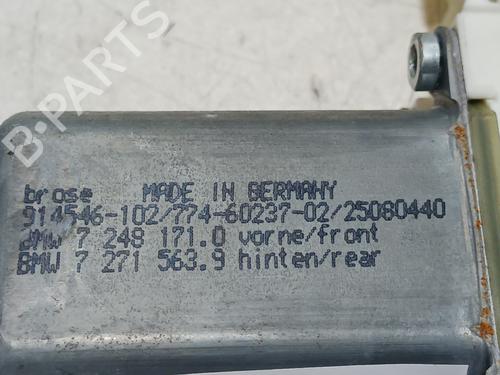 B-PARTS
brose MADE IN GERMANY
914546-102/774-60237-02/25080440
BMW 7 248 171.0 vorne/front
BMW 7 271 563.9 hinten/rear
B-PARTS